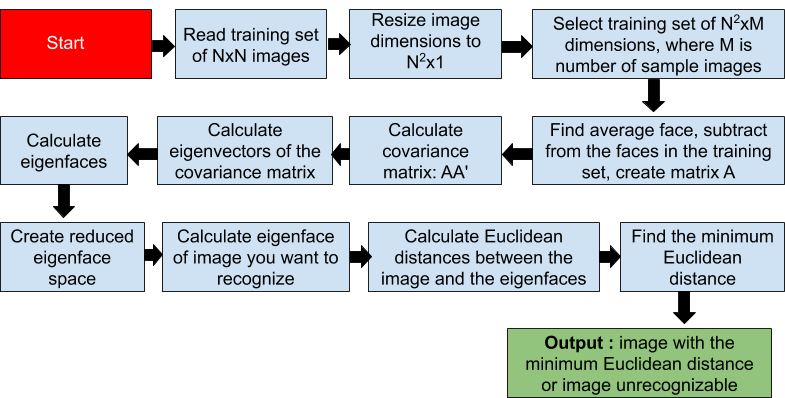 Start
Read training set
of NxN images
Resize image
dimensions to
N²x1
Select training set of N²xM
dimensions, where M is
number of sample images
Find average face, subtract
from the faces in the training
set, create matrix A
Calculate
covariance
matrix: AA'
Calculate
eigenvectors of the
covariance matrix
Calculate
eigenfaces
Create reduced
eigenface
space
Calculate eigenface
of image you want to
recognize
Calculate Euclidean
distances between the
image and the eigenfaces
Find the minimum
Euclidean
distance
Output : image with the
minimum Euclidean distance
or image unrecognizable